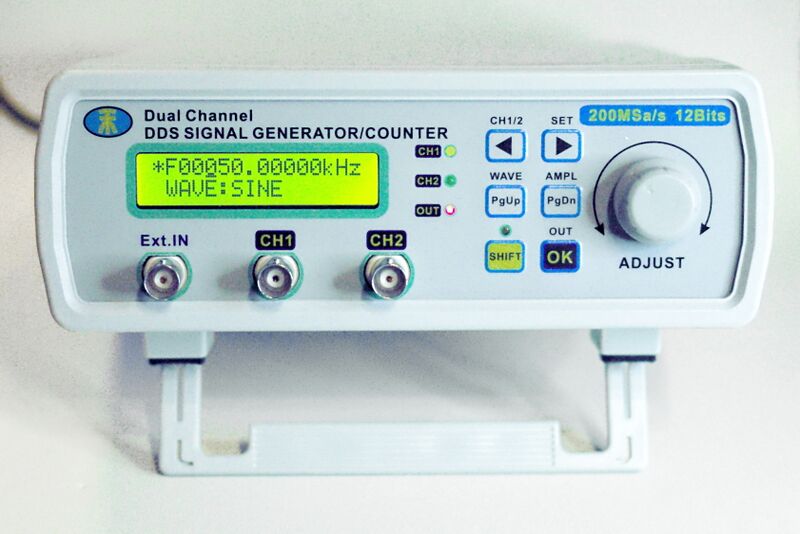 Dual Channel
DDS SIGNAL GENERATOR/COUNTER
*F00050.00000kHz
WAVE:SINE
CH1
CH2
OUT
Ext.IN
CH1
CH2
CH1/2
SET
◀
▶
WAVE
AMPL
PgUp
PgDn
OUT
SHIFT
OK
200MSa/s 12Bits
ADJUST